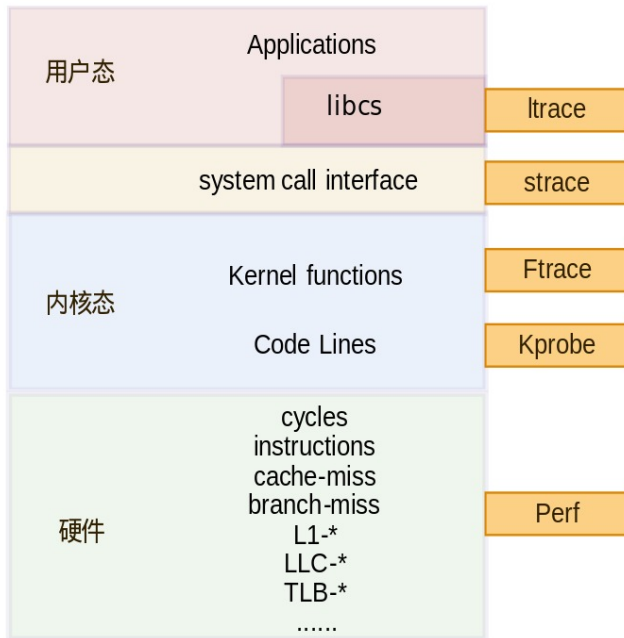 Applications
用户态
libcs
ltrace
system call interface
strace
Kernel functions
Ftrace
内核态
Code Lines
Kprobe
cycles
instructions
cache-miss
branch-miss
Perf
硬件
L1-*
LLC-*
TLB-*
......